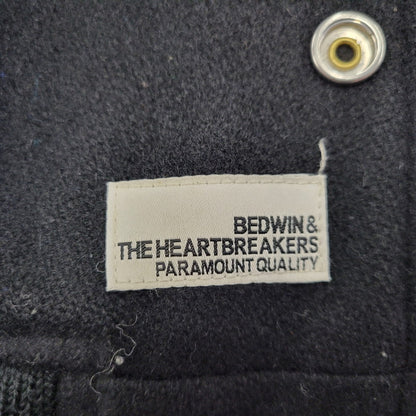 BEDWIN &
THE HEARTBREAKERS
PARAMOUNT QUALITY